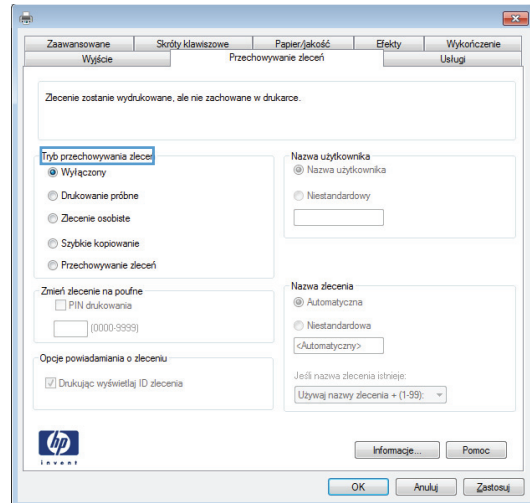 Zaawansowane Skróty klawiszowe Papier/jakość Efekty Wykończenie
Wyjście Przechowywanie zleceń Usługi
Zlecenie zostanie wydrukowane, ale nie zachowane w drukarce.
Tryb przechowywania zleceń
Wyłączony
Drukowanie próbne
Zlecenie osobiste
Szybkie kopiowanie
Przechowywanie zleceń
Nazwa użytkownika
Nazwa użytkownika
Niestandardowy
Zmień zlecenie na poufne
PIN drukowania
(0000-9999)
Nazwa zlecenia
Automatyczna
Niestandardowa
<Automatyczny>
Jeśli nazwa zlecenia istnieje:
Używaj nazwy zlecenia + (1-99):
Opcje powiadamiania o zleceniu
Drukując wyświetlaj ID zlecenia
hp
invent
Informacje... Pomoc
OK Anuluj Zastosuj